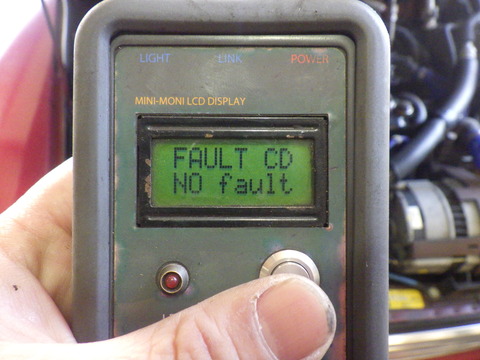 LIGHT LINK POWER
MINI-MONI LCD DISPLAY
FAULT CD
NO fault